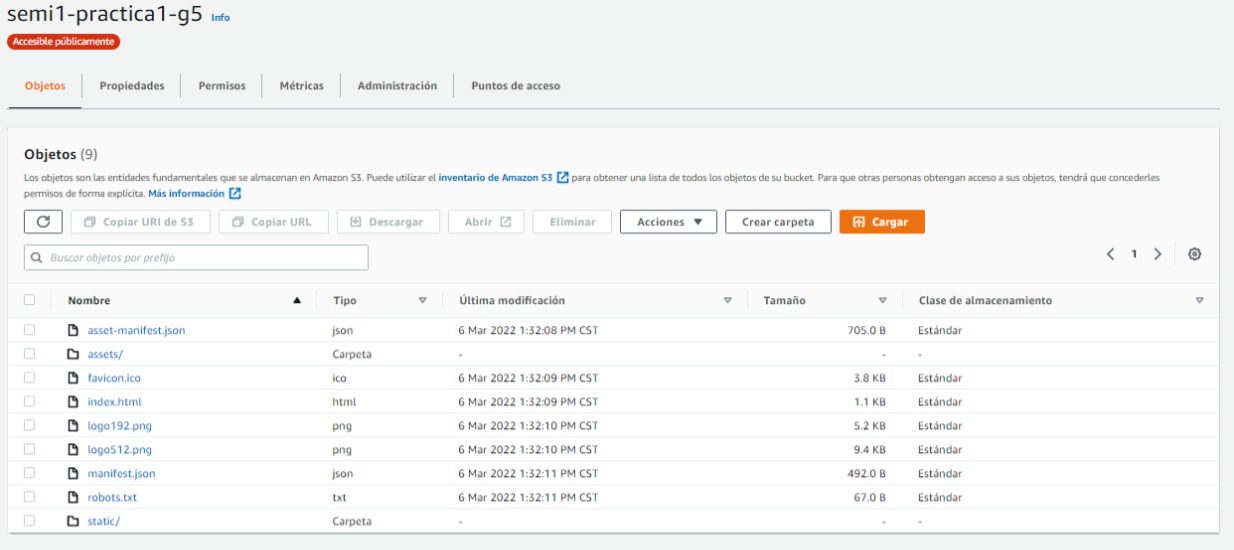 semi1-practica1-g5 Info
Accesible públicamente
Objetos Propiedades Permisos Métricas Administración Puntos de acceso
Objetos (9)
Los objetos son las entidades fundamentales que se almacenan en Amazon S3. Puede utilizar el inventario de Amazon S3 para obtener una lista de todos los objetos de su bucket. Para que otras personas obtengan acceso a sus objetos, tendrá que concederles
permisos de forma explícita. Más información
Copiar URI de S3 Copiar URL Descargar Abrir Eliminar Acciones Crear carpeta Cargar
Buscar objetos por prefijo 1
Nombre Tipo Última modificación Tamaño Clase de almacenamiento
asset-manifest.json json 6 Mar 2022 1:32:08 PM CST 705.0 B Estándar
assets/ Carpeta - - -
favicon.ico ico 6 Mar 2022 1:32:09 PM CST 3.8 KB Estándar
index.html html 6 Mar 2022 1:32:09 PM CST 1.1 KB Estándar
logo192.png png 6 Mar 2022 1:32:10 PM CST 5.2 KB Estándar
logo512.png png 6 Mar 2022 1:32:10 PM CST 9.4 KB Estándar
manifest.json json 6 Mar 2022 1:32:11 PM CST 492.0 B Estándar
robots.txt txt 6 Mar 2022 1:32:11 PM CST 67.0 B Estándar
static/ Carpeta - - -